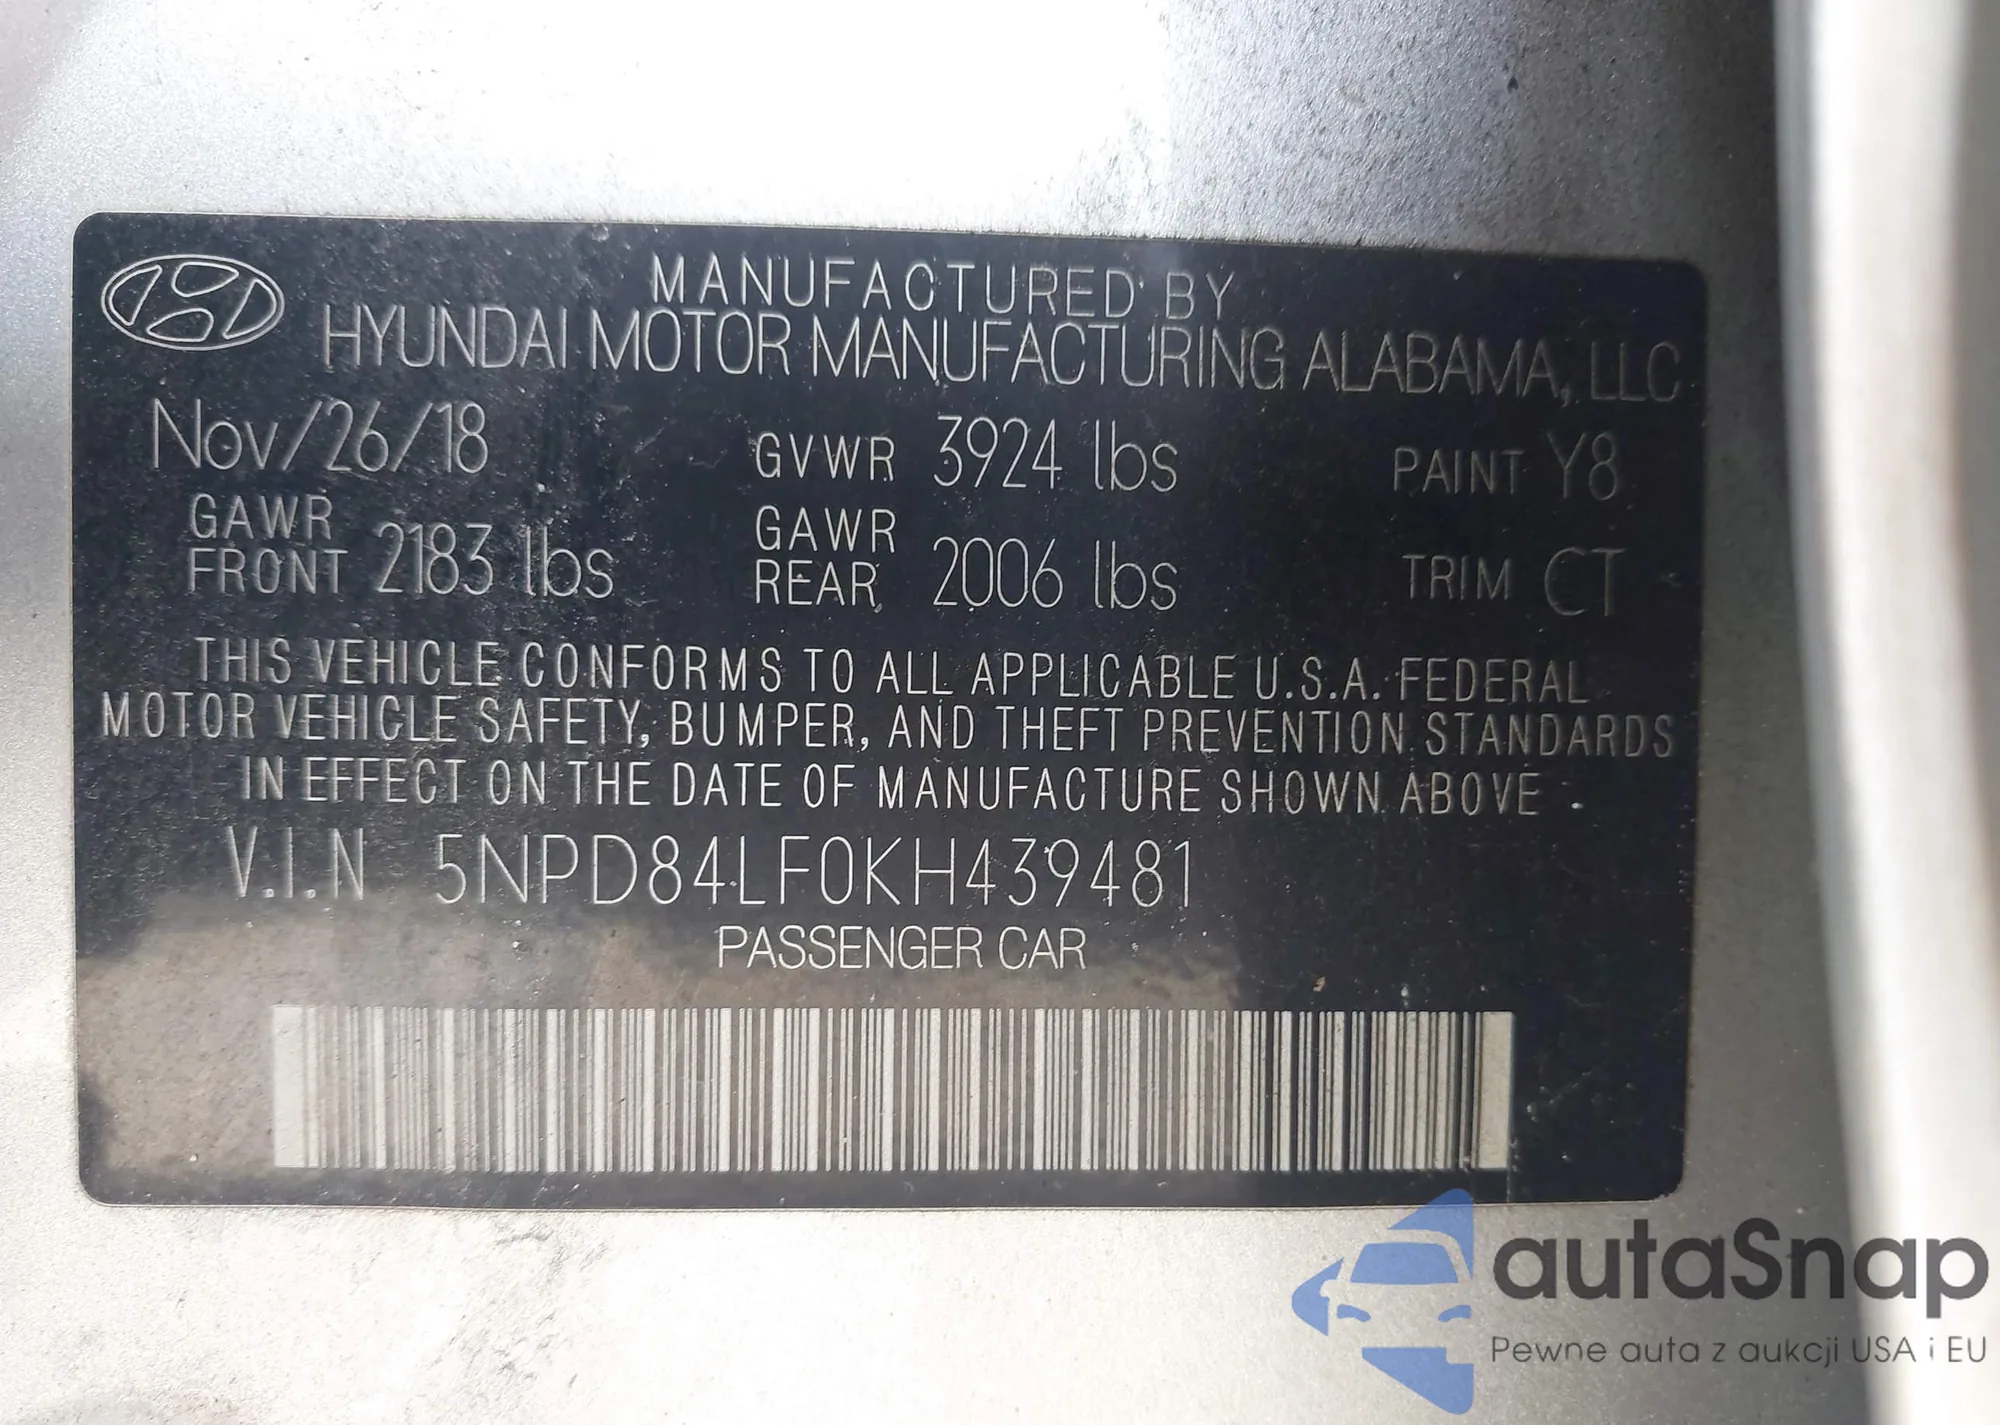 MANUFACTURED BY
HYUNDAI MOTOR MANUFACTURING ALABAMA, LLC
Nov/26/18 GVWR 3924 lbs PAINT Y8
GAWR FRONT 2183 lbs GAWR REAR 2006 lbs TRIM CT
THIS VEHICLE CONFORMS TO ALL APPLICABLE U.S.A. FEDERAL
MOTOR VEHICLE SAFETY, BUMPER, AND THEFT PREVENTION STANDARDS
IN EFFECT ON THE DATE OF MANUFACTURE SHOWN ABOVE .
V.I.N 5NPD84LF0KH439481
PASSENGER CAR
autaSnap
Pewne auta z aukcji USA i EU